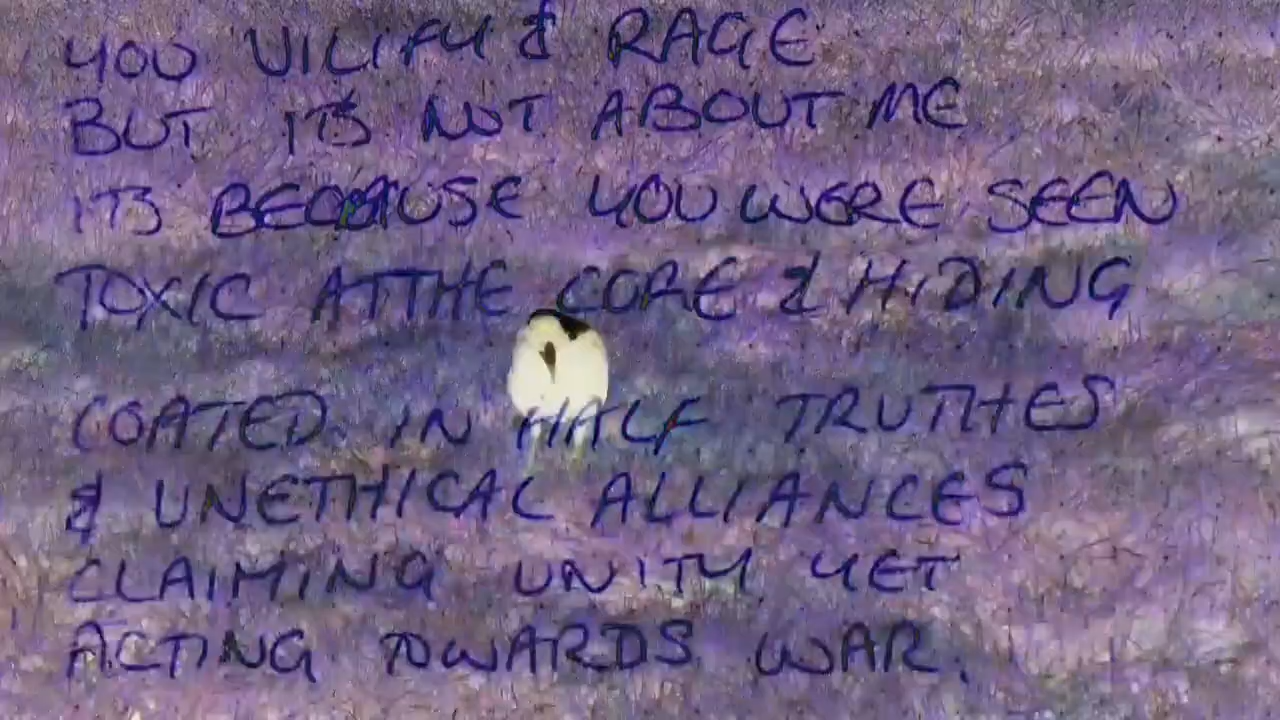 YOU VILIFY & RAGE
BUT IT'S NOT ABOUT ME
ITS BECAUSE YOU WERE SEEN
TOXIC AT THE CORE & HIDING
COATED IN HALF TRUTHES
& UNETHICAL ALLIANCES
CLAIMING UNITY YET
ACTING TOWARDS WAR.